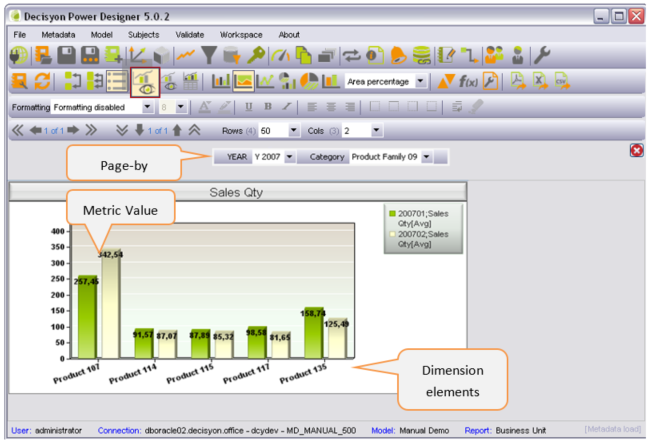 Decisyon Power Designer 5.0.2
File Metadata Model Subjects Validate Workspace About
Area percentage f(x)
Formatting Formatting disabled 8 A U B I
1 of 1 1 of 1 Rows (4) 50 Cols (3) 2
YEAR Y 2007 Category Product Family 09
Page-by
Sales Qty
Metric Value
200701;Sales
Qty[Avg]
200702;Sales
Qty[Avg]
400
350
300
250
200
150
100
50
0
257,45 342,54
91,57 87,07
87,89 85,32
98,58 81,65
158,74 125,49
Product 107 Product 114 Product 115 Product 117 Product 135
Dimension
elements
User: administrator Connection: dboracle02.decisyon.office - dcydev - MD_MANUAL_500 Model: Manual Demo Report: Business Unit [Metadata load]